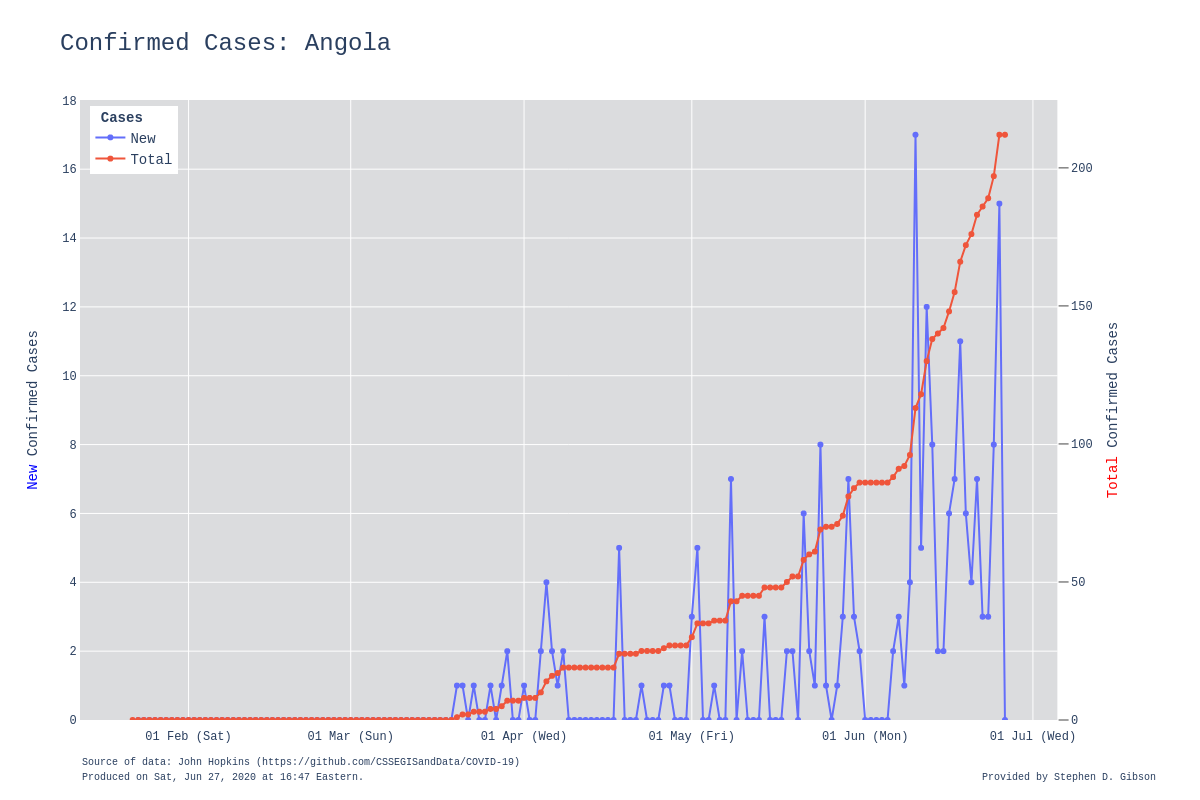 Confirmed Cases: Angola
Cases
New
Total
18
16
14
12
10
8
6
4
2
0
200
150
100
50
0
New Confirmed Cases
Total Confirmed Cases
01 Feb (Sat)
01 Mar (Sun)
01 Apr (Wed)
01 May (Fri)
01 Jun (Mon)
01 Jul (Wed)
Source of data: John Hopkins (https://github.com/CSSEGISandData/COVID-19)
Produced on Sat, Jun 27, 2020 at 16:47 Eastern.
Provided by Stephen D. Gibson